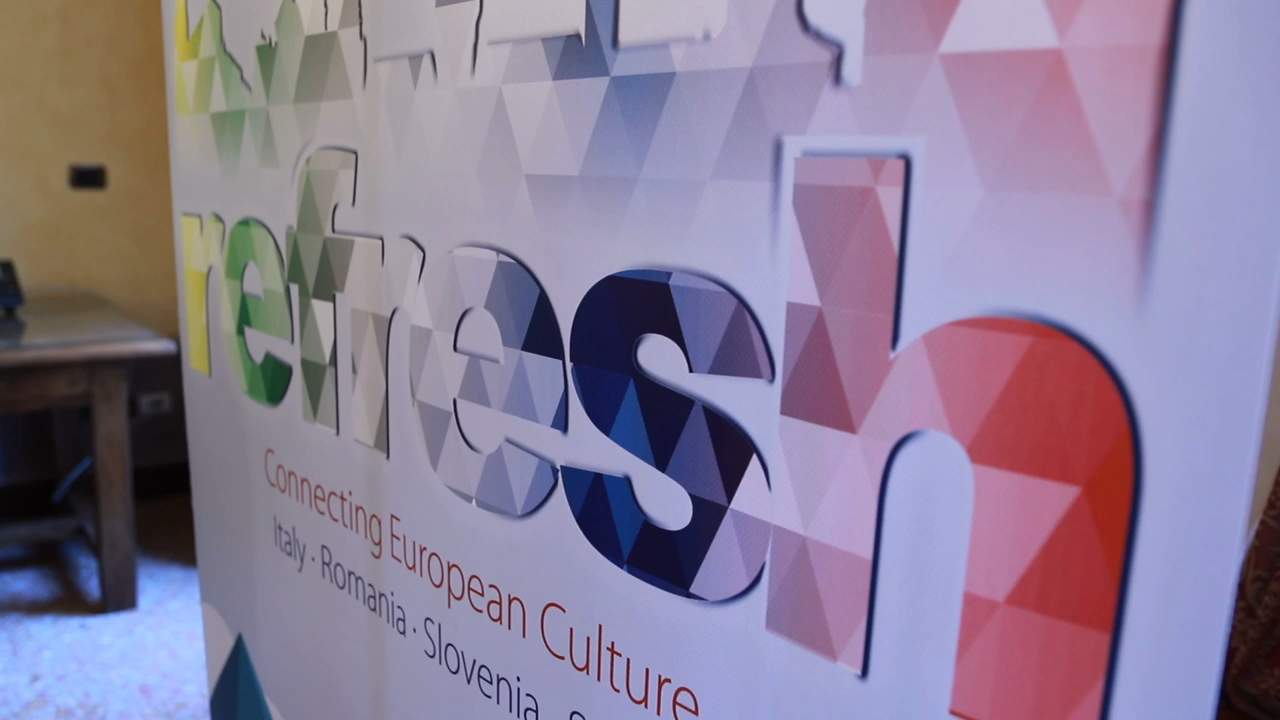 refresh
Connecting European Culture
Italy · Romania · Slovenia